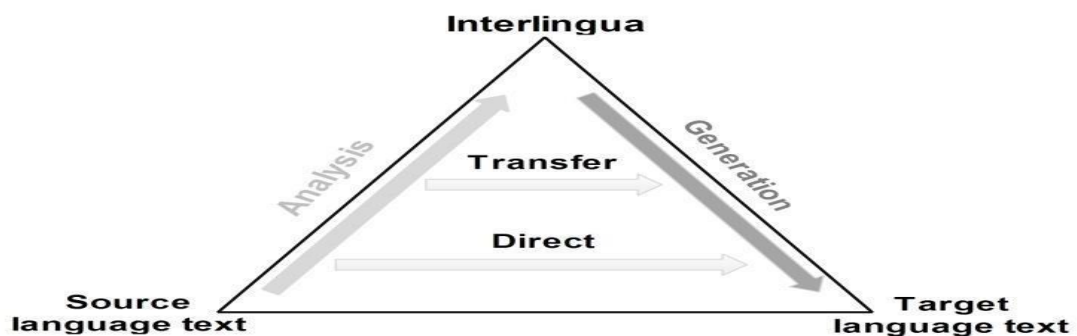 Interlingua
Analysis
Generation
Transfer
Direct
Source
language text
Target
language text